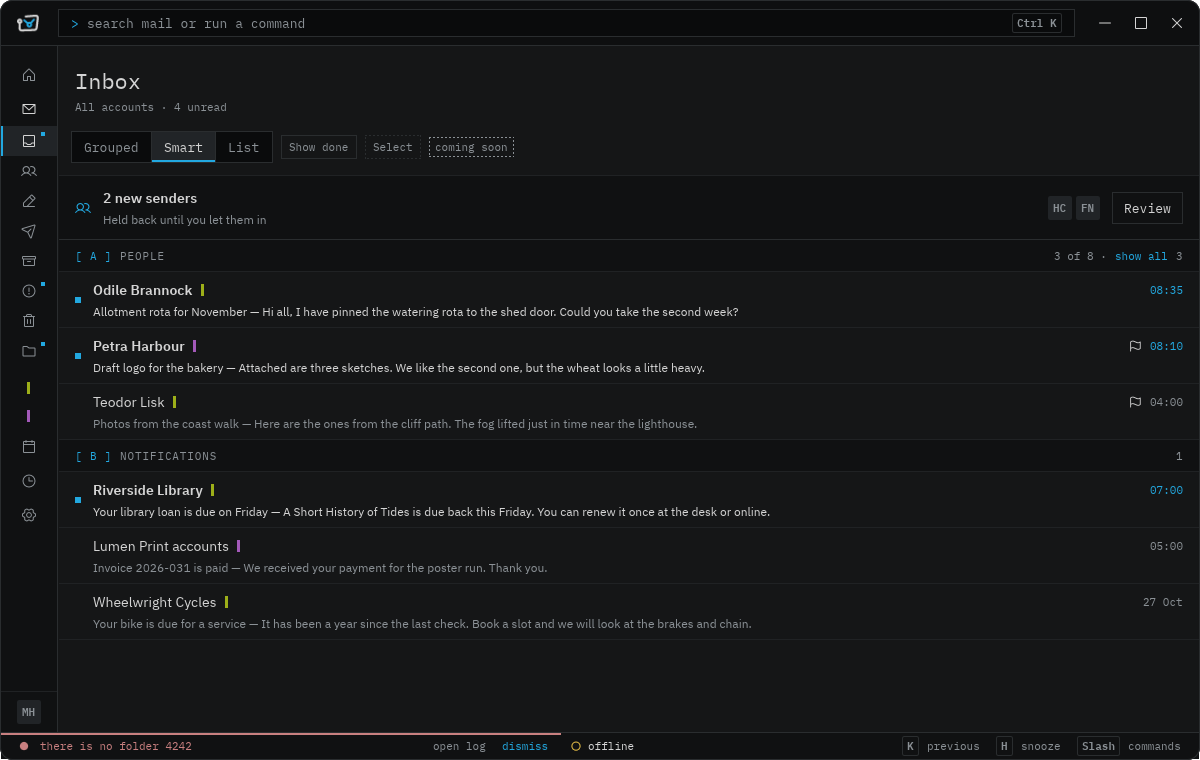 > search mail or run a command
Ctrl K
Inbox
All accounts · 4 unread
Grouped
Smart
List
Show done
Select
coming soon
2 new senders
Held back until you let them in
HC
FN
Review
[ A ] PEOPLE
3 of 8 · show all 3
Odile Brannock
08:35
Allotment rota for November — Hi all, I have pinned the watering rota to the shed door. Could you take the second week?
Petra Harbour
08:10
Draft logo for the bakery — Attached are three sketches. We like the second one, but the wheat looks a little heavy.
Teodor Lisk
04:00
Photos from the coast walk — Here are the ones from the cliff path. The fog lifted just in time near the lighthouse.
[ B ] NOTIFICATIONS
1
Riverside Library
07:00
Your library loan is due on Friday — A Short History of Tides is due back this Friday. You can renew it once at the desk or online.
Lumen Print accounts
05:00
Invoice 2026-031 is paid — We received your payment for the poster run. Thank you.
Wheelwright Cycles
27 Oct
Your bike is due for a service — It has been a year since the last check. Book a slot and we will look at the brakes and chain.
MH
there is no folder 4242
open log
dismiss
offline
K previous
H snooze
Slash commands